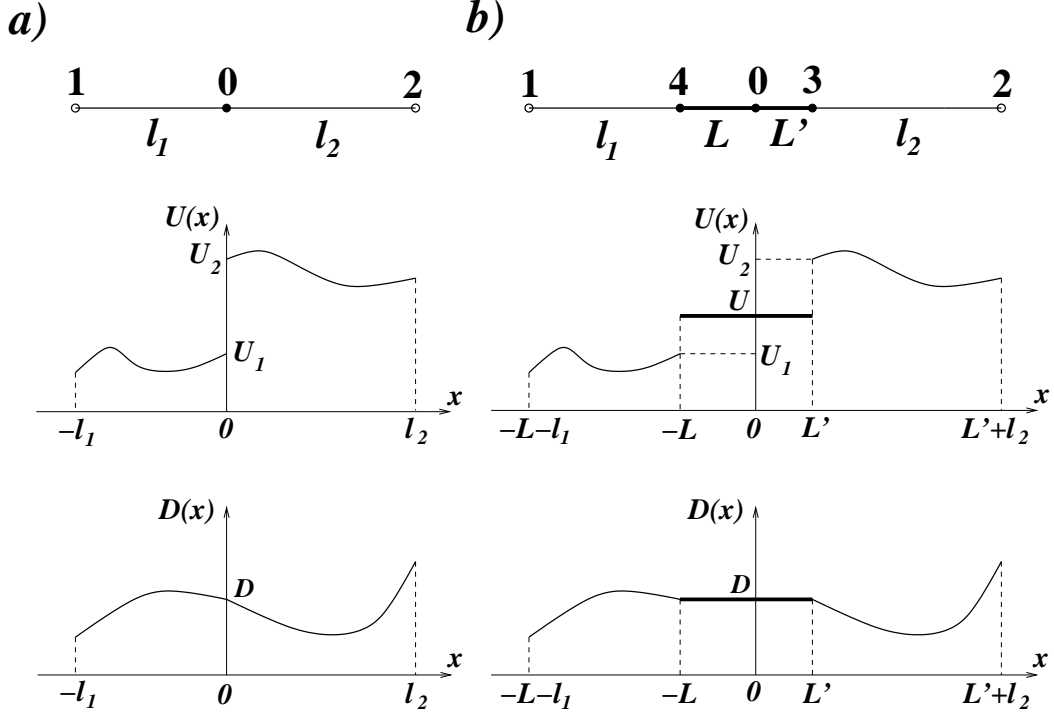 a)
1 0 2
l₁ l₂
U(x)
U₂
U₁
x
−l₁ 0 l₂
D(x)
D
x
−l₁ 0 l₂
b)
1 4 0 3 2
l₁ L L' l₂
U(x)
U₂
U
U₁
x
−L−l₁ −L 0 L' L'+l₂
D(x)
D
x
−L−l₁ −L 0 L' L'+l₂